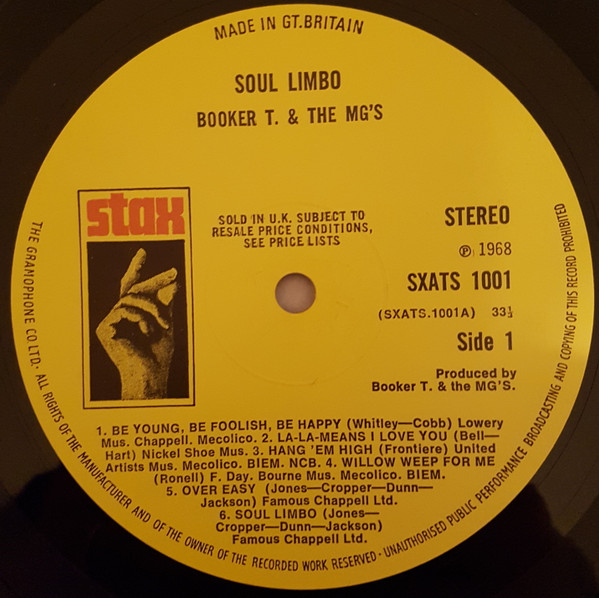 MADE IN GT.BRITAIN
SOUL LIMBO
BOOKER T. & THE MG'S
stax
SOLD IN U.K. SUBJECT TO
RESALE PRICE CONDITIONS,
SEE PRICE LISTS
STEREO
Ⓟ 1968
SXATS 1001
(SXATS.1001A) 33⅓
Side 1
Produced by
Booker T. & the MG'S.
1. BE YOUNG, BE FOOLISH, BE HAPPY (Whitley—Cobb) Lowery
Mus. Chappell. Mecolico. 2. LA-LA-MEANS I LOVE YOU (Bell—
Hart) Nickel Shoe Mus. 3. HANG 'EM HIGH (Frontiere) United
Artists Mus. Mecolico. BIEM. NCB. 4. WILLOW WEEP FOR ME
(Ronell) F. Day. Bourne Mus. Mecolico. BIEM.
5. OVER EASY (Jones—Cropper—Dunn—
Jackson) Famous Chappell Ltd.
6. SOUL LIMBO (Jones—
Cropper—Dunn—Jackson)
Famous Chappell Ltd.
THE GRAMOPHONE CO. LTD. · ALL RIGHTS OF THE MANUFACTURER AND OF THE OWNER OF THE RECORDED WORK RESERVED · UNAUTHORISED PUBLIC PERFORMANCE BROADCASTING AND COPYING OF THIS RECORD PROHIBITED